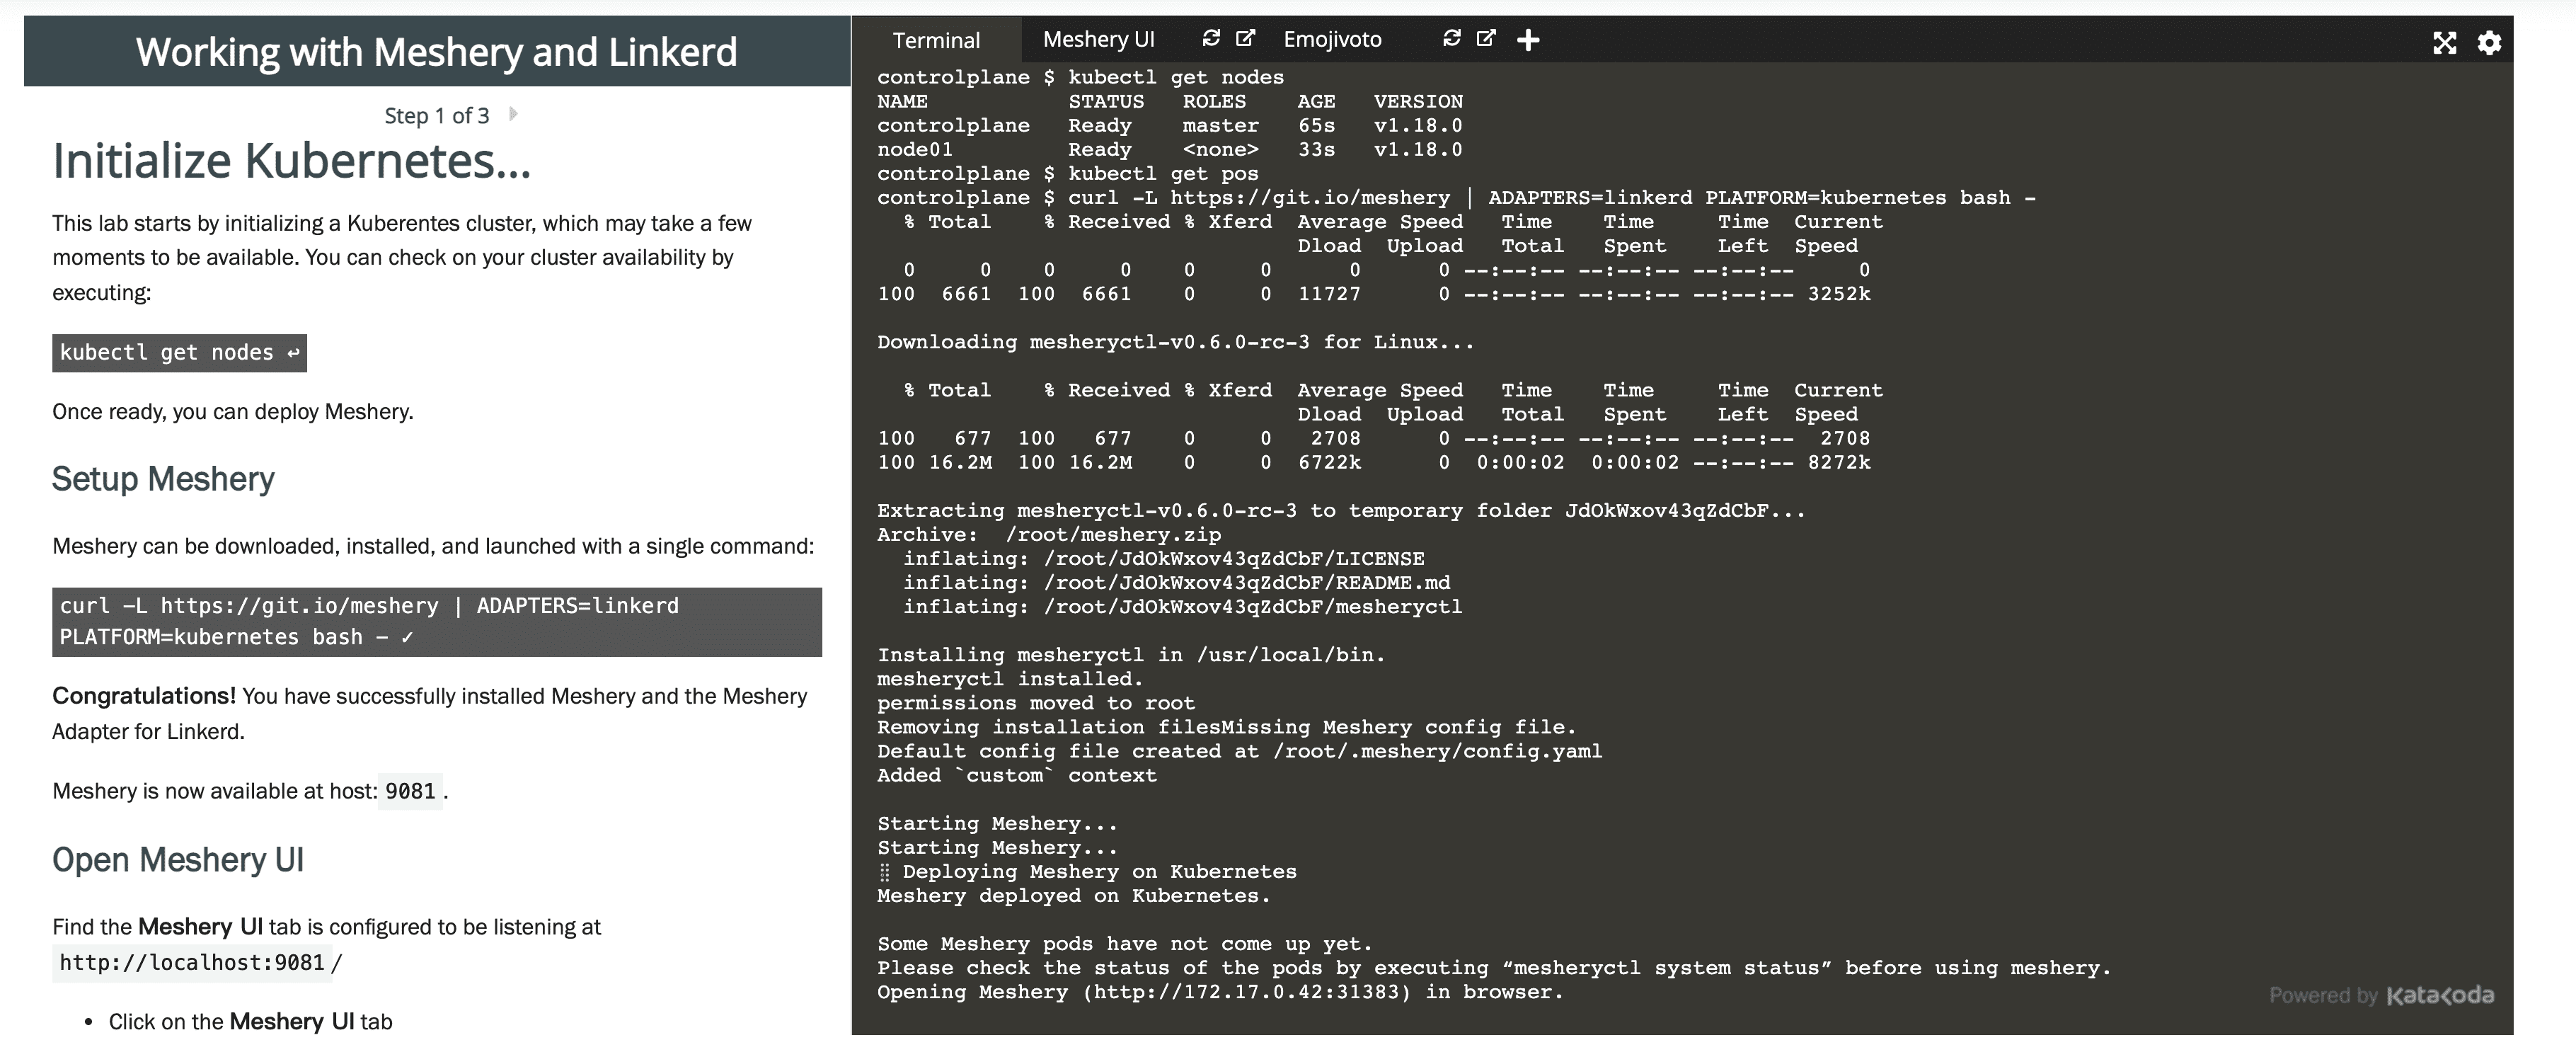 Working with Meshery and Linkerd
Step 1 of 3
Initialize Kubernetes...
This lab starts by initializing a Kuberentes cluster, which may take a few
moments to be available. You can check on your cluster availability by
executing:
kubectl get nodes ↩
Once ready, you can deploy Meshery.
Setup Meshery
Meshery can be downloaded, installed, and launched with a single command:
curl -L https://git.io/meshery | ADAPTERS=linkerd
PLATFORM=kubernetes bash - ✓
Congratulations! You have successfully installed Meshery and the Meshery
Adapter for Linkerd.
Meshery is now available at host: 9081 .
Open Meshery UI
Find the Meshery UI tab is configured to be listening at
http://localhost:9081 /
• Click on the Meshery UI tab
Terminal Meshery UI Emojivoto
controlplane $ kubectl get nodes
NAME STATUS ROLES AGE VERSION
controlplane Ready master 65s v1.18.0
node01 Ready <none> 33s v1.18.0
controlplane $ kubectl get pos
controlplane $ curl -L https://git.io/meshery | ADAPTERS=linkerd PLATFORM=kubernetes bash -
% Total % Received % Xferd Average Speed Time Time Time Current
Dload Upload Total Spent Left Speed
0 0 0 0 0 0 0 0 --:--:-- --:--:-- --:--:-- 0
100 6661 100 6661 0 0 11727 0 --:--:-- --:--:-- --:--:-- 3252k
Downloading mesheryctl-v0.6.0-rc-3 for Linux...
% Total % Received % Xferd Average Speed Time Time Time Current
Dload Upload Total Spent Left Speed
100 677 100 677 0 0 2708 0 --:--:-- --:--:-- --:--:-- 2708
100 16.2M 100 16.2M 0 0 6722k 0 0:00:02 0:00:02 --:--:-- 8272k
Extracting mesheryctl-v0.6.0-rc-3 to temporary folder JdOkWxov43qZdCbF...
Archive: /root/meshery.zip
inflating: /root/JdOkWxov43qZdCbF/LICENSE
inflating: /root/JdOkWxov43qZdCbF/README.md
inflating: /root/JdOkWxov43qZdCbF/mesheryctl
Installing mesheryctl in /usr/local/bin.
mesheryctl installed.
permissions moved to root
Removing installation filesMissing Meshery config file.
Default config file created at /root/.meshery/config.yaml
Added `custom` context
Starting Meshery...
Starting Meshery...
⣿ Deploying Meshery on Kubernetes
Meshery deployed on Kubernetes.
Some Meshery pods have not come up yet.
Please check the status of the pods by executing “mesheryctl system status” before using meshery.
Opening Meshery (http://172.17.0.42:31383) in browser.
Powered by Katacoda